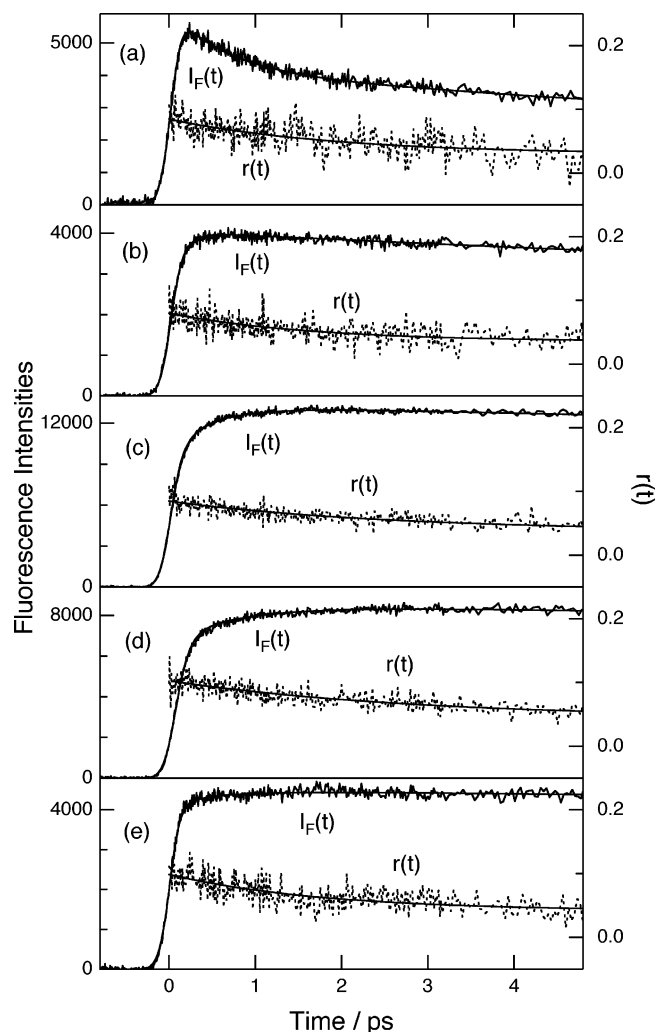 5000
(a)
I_F(t)
r(t)
0
0.2
0.0
4000
(b)
I_F(t)
r(t)
0
0.2
0.0
12000
(c)
I_F(t)
r(t)
0
0.2
0.0
8000
(d)
I_F(t)
r(t)
0
0.2
0.0
4000
(e)
I_F(t)
r(t)
0
0.2
0.0
Fluorescence Intensities
r(t)
0 1 2 3 4
Time / ps